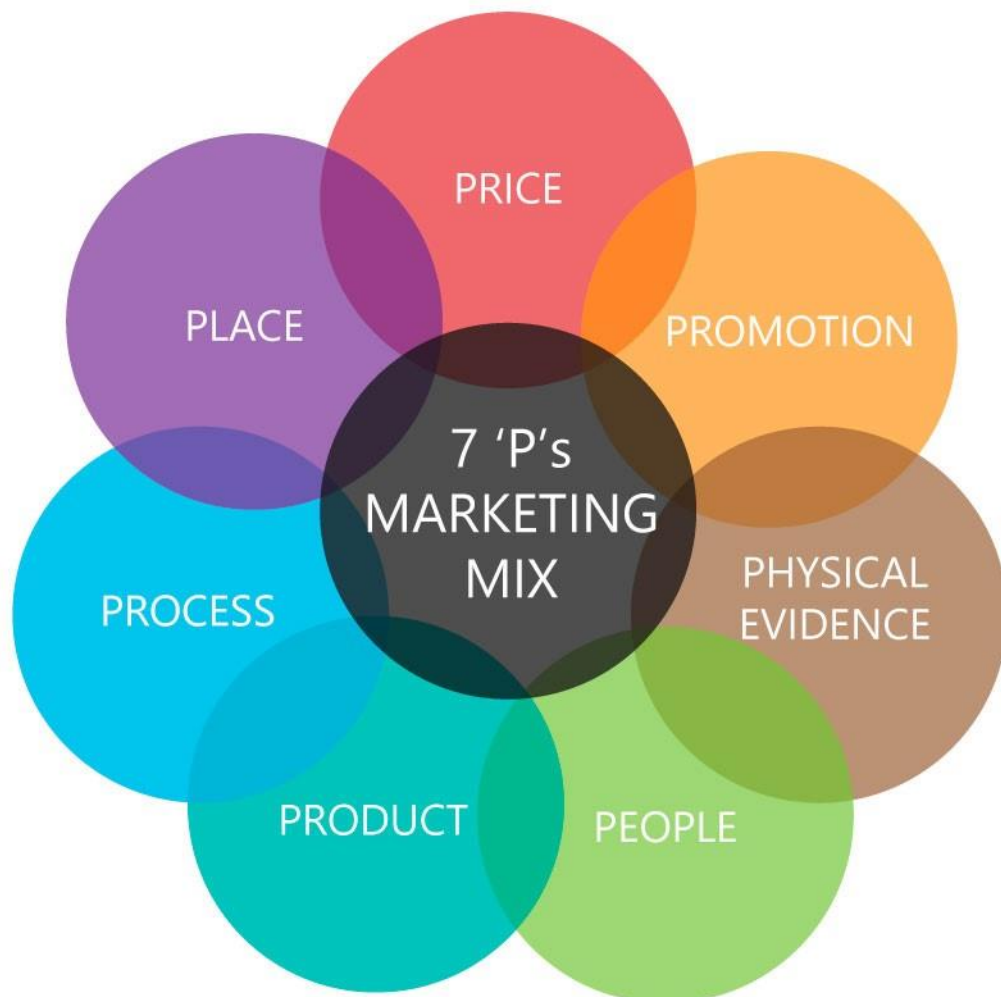 PRICE
PROMOTION
PLACE
7 ‘P’s
MARKETING
MIX
PHYSICAL
EVIDENCE
PROCESS
PRODUCT
PEOPLE